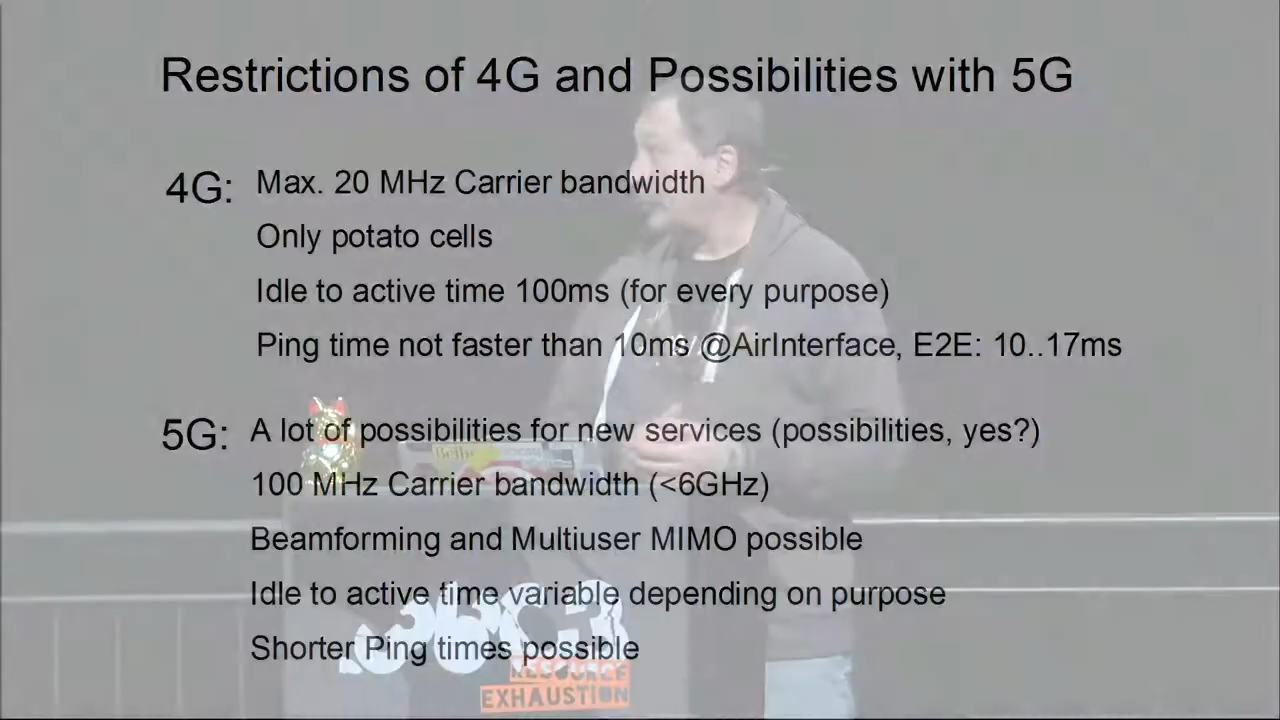 Restrictions of 4G and Possibilities with 5G
4G: Max. 20 MHz Carrier bandwidth
Only potato cells
Idle to active time 100ms (for every purpose)
Ping time not faster than 10ms @AirInterface, E2E: 10..17ms
5G: A lot of possibilities for new services (possibilities, yes?)
100 MHz Carrier bandwidth (<6GHz)
Beamforming and Multiuser MIMO possible
Idle to active time variable depending on purpose
Shorter Ping times possible
36C3
RESOURCE
EXHAUSTION